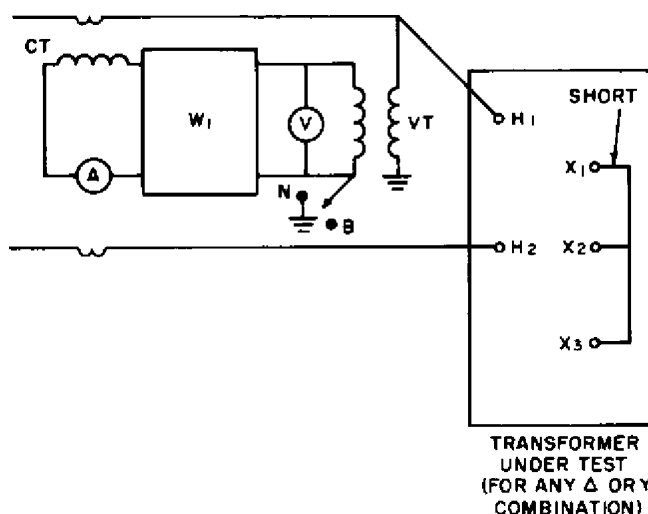 CT
W1
V
VT
Δ
N
B
H1
SHORT
X1
H2
X2
X3
TRANSFORMER
UNDER TEST
(FOR ANY Δ OR Y
COMBINATION)